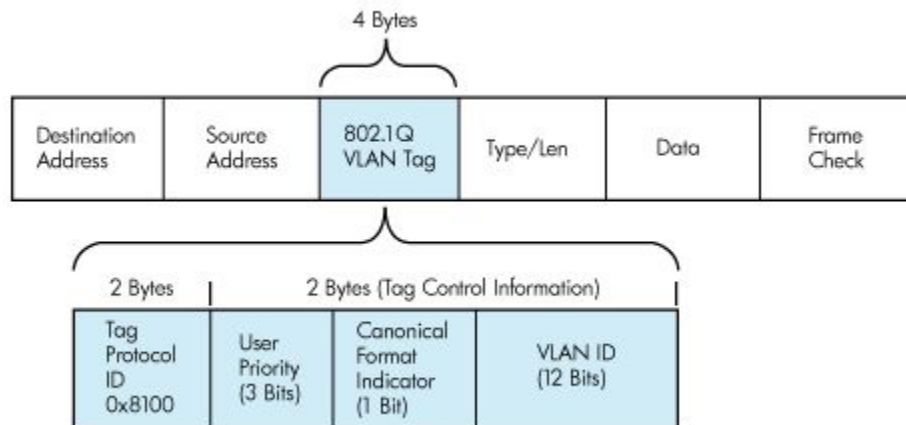 4 Bytes
Destination
Address
Source
Address
802.1Q
VLAN Tag
Type/Len
Data
Frame
Check
2 Bytes
2 Bytes (Tag Control Information)
Tag
Protocol
ID
0x8100
User
Priority
(3 Bits)
Canonical
Format
Indicator
(1 Bit)
VLAN ID
(12 Bits)